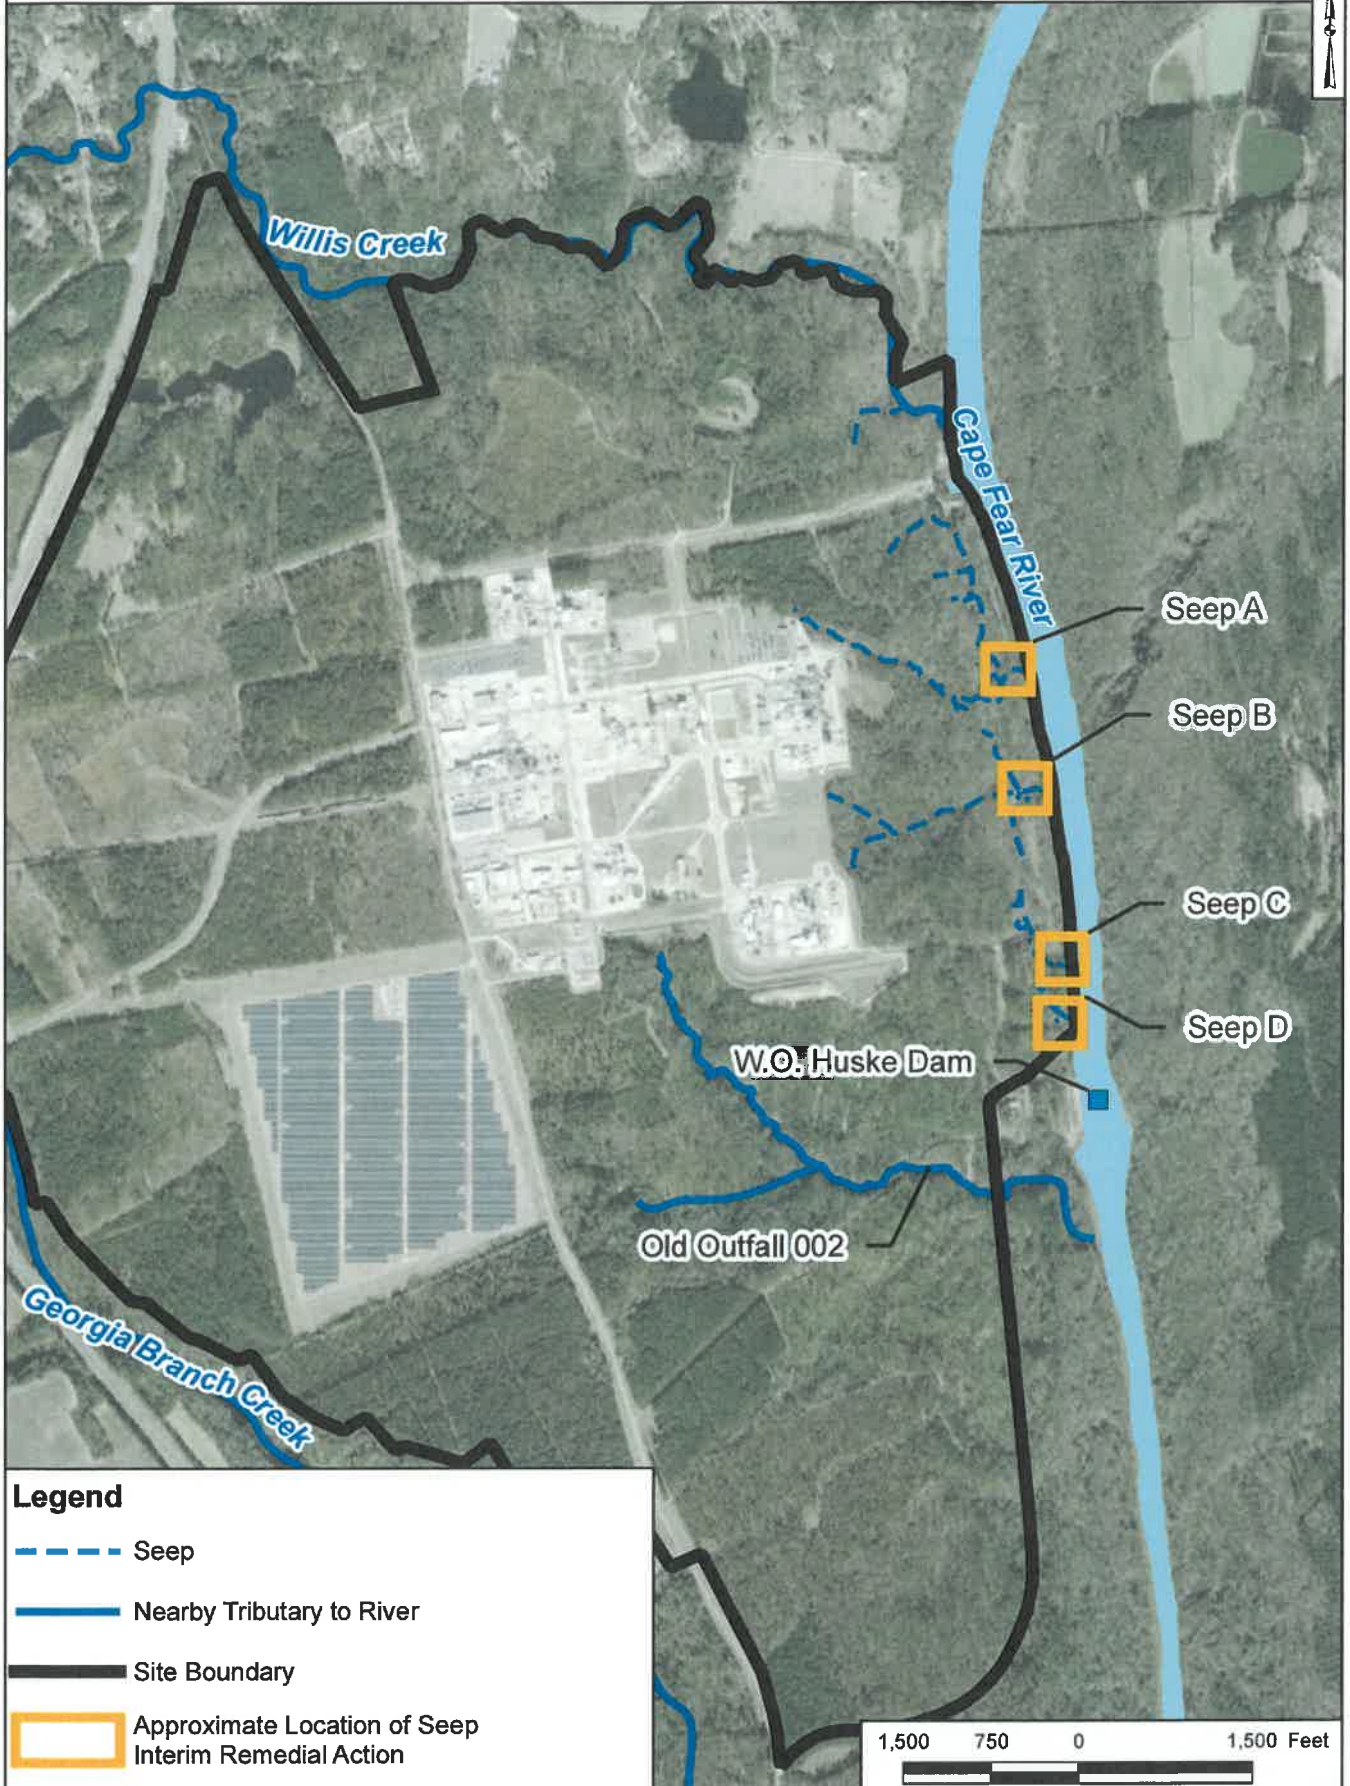 Willis Creek
Cape Fear River
Seep A
Seep B
Seep C
Seep D
W.O. Huske Dam
Old Outfall 002
Georgia Branch Creek
Legend
Seep
Nearby Tributary to River
Site Boundary
Approximate Location of Seep
Interim Remedial Action
1,500 750 0 1,500 Feet